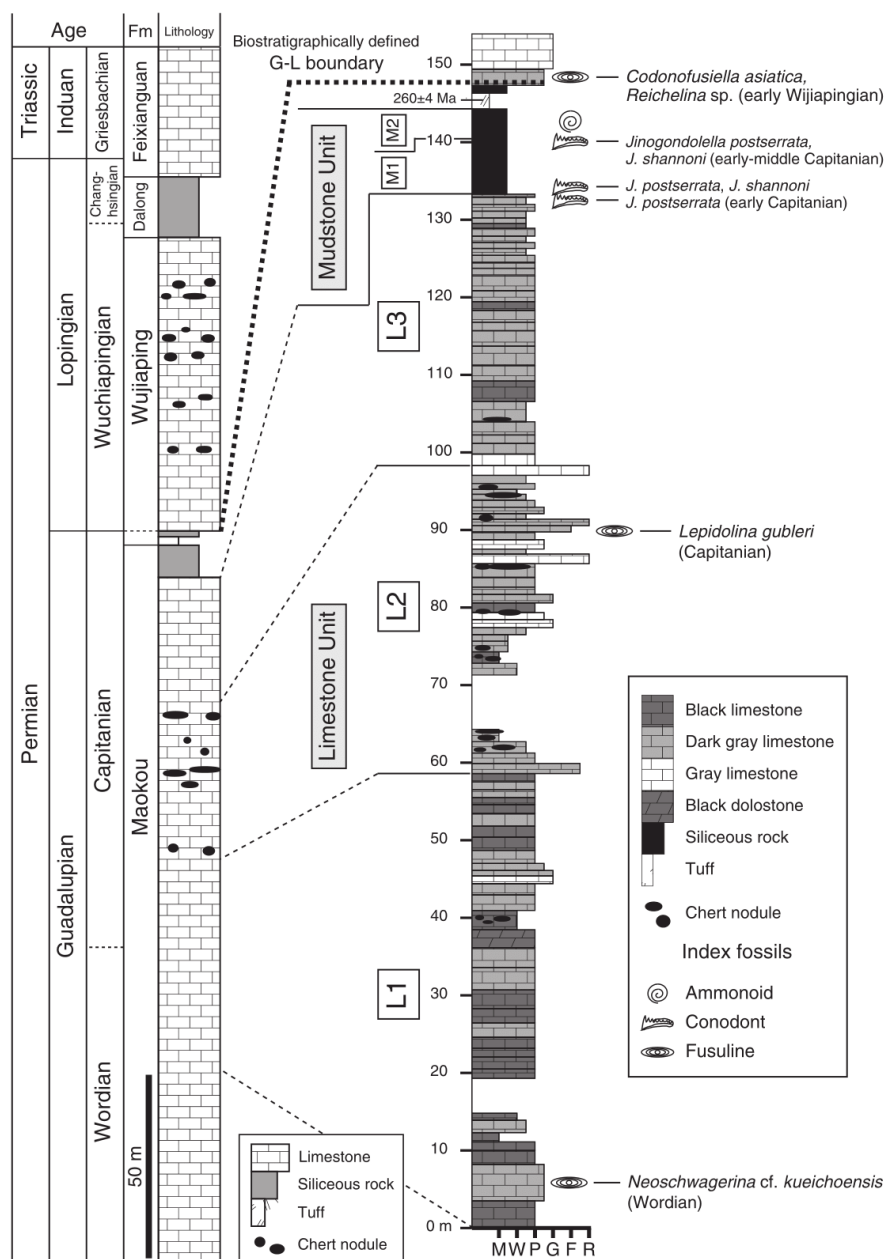 Age
Fm
Lithology
Triassic
Induan
Griesbachian
Feixianguan
Permian
Lopingian
Chang-
hsingian
Dalong
Wuchiapingian
Wujiaping
Guadalupian
Capitanian
Maokou
Wordian
50 m
Limestone
Siliceous rock
Tuff
Chert nodule
Biostratigraphically defined
G-L boundary
260±4 Ma
Mudstone Unit
M2
M1
Limestone Unit
L3
L2
L1
150
140
130
120
110
100
90
80
70
60
50
40
30
20
10
0 m
M W P G F R
Codonofusiella asiatica,
Reichelina sp. (early Wijiapingian)
Jinogondolella postserrata,
J. shannoni (early-middle Capitanian)
J. postserrata, J. shannoni
J. postserrata (early Capitanian)
Lepidolina gubleri
(Capitanian)
Neoschwagerina cf. kueichoensis
(Wordian)
Black limestone
Dark gray limestone
Gray limestone
Black dolostone
Siliceous rock
Tuff
Chert nodule
Index fossils
Ammonoid
Conodont
Fusuline